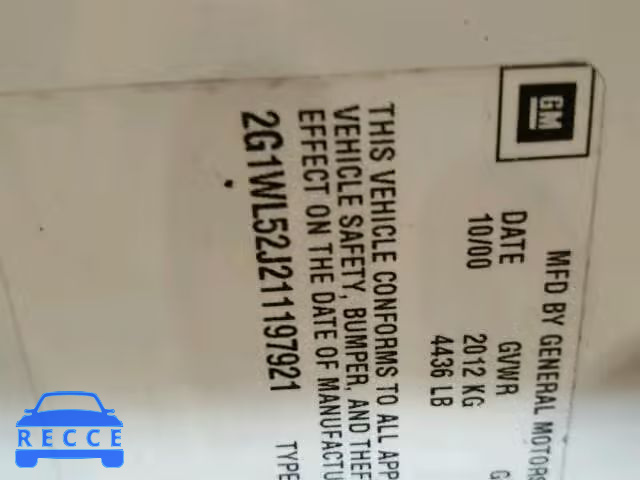 GM
MFD BY GENERAL MOTORS
DATE GVWR G
10/00 2012 KG
4436 LB
THIS VEHICLE CONFORMS TO ALL APP
VEHICLE SAFETY, BUMPER, AND THEF
EFFECT ON THE DATE OF MANUFACTU
2G1WL52J211197921 TYPE
RECCE